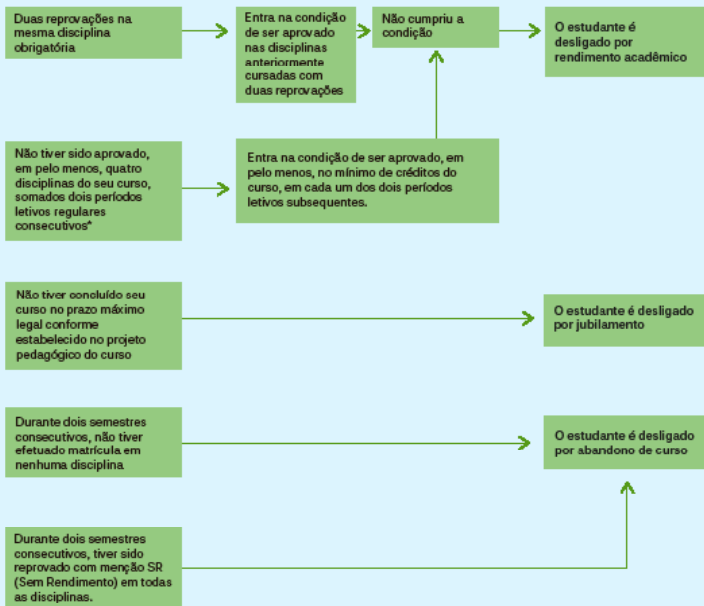 Duas reprovações na
mesma disciplina
obrigatória
Entra na condição
de ser aprovado
nas disciplinas
anteriormente
cursadas com
duas reprovações
Não cumpriu a
condição
O estudante é
desligado por
rendimento acadêmico
Não tiver sido aprovado,
em pelo menos, quatro
disciplinas do seu curso,
somados dois períodos
letivos regulares
consecutivos*
Entra na condição de ser aprovado, em
pelo menos, no mínimo de créditos do
curso, em cada um dos dois períodos
letivos subsequentes.
Não tiver concluído seu
curso no prazo máximo
legal conforme
estabelecido no projeto
pedagógico do curso
O estudante é desligado
por jubilamento
Durante dois semestres
consecutivos, não tiver
efetuado matrícula em
nenhuma disciplina
O estudante é desligado
por abandono de curso
Durante dois semestres
consecutivos, tiver sido
reprovado com menção SR
(Sem Rendimento) em todas
as disciplinas.